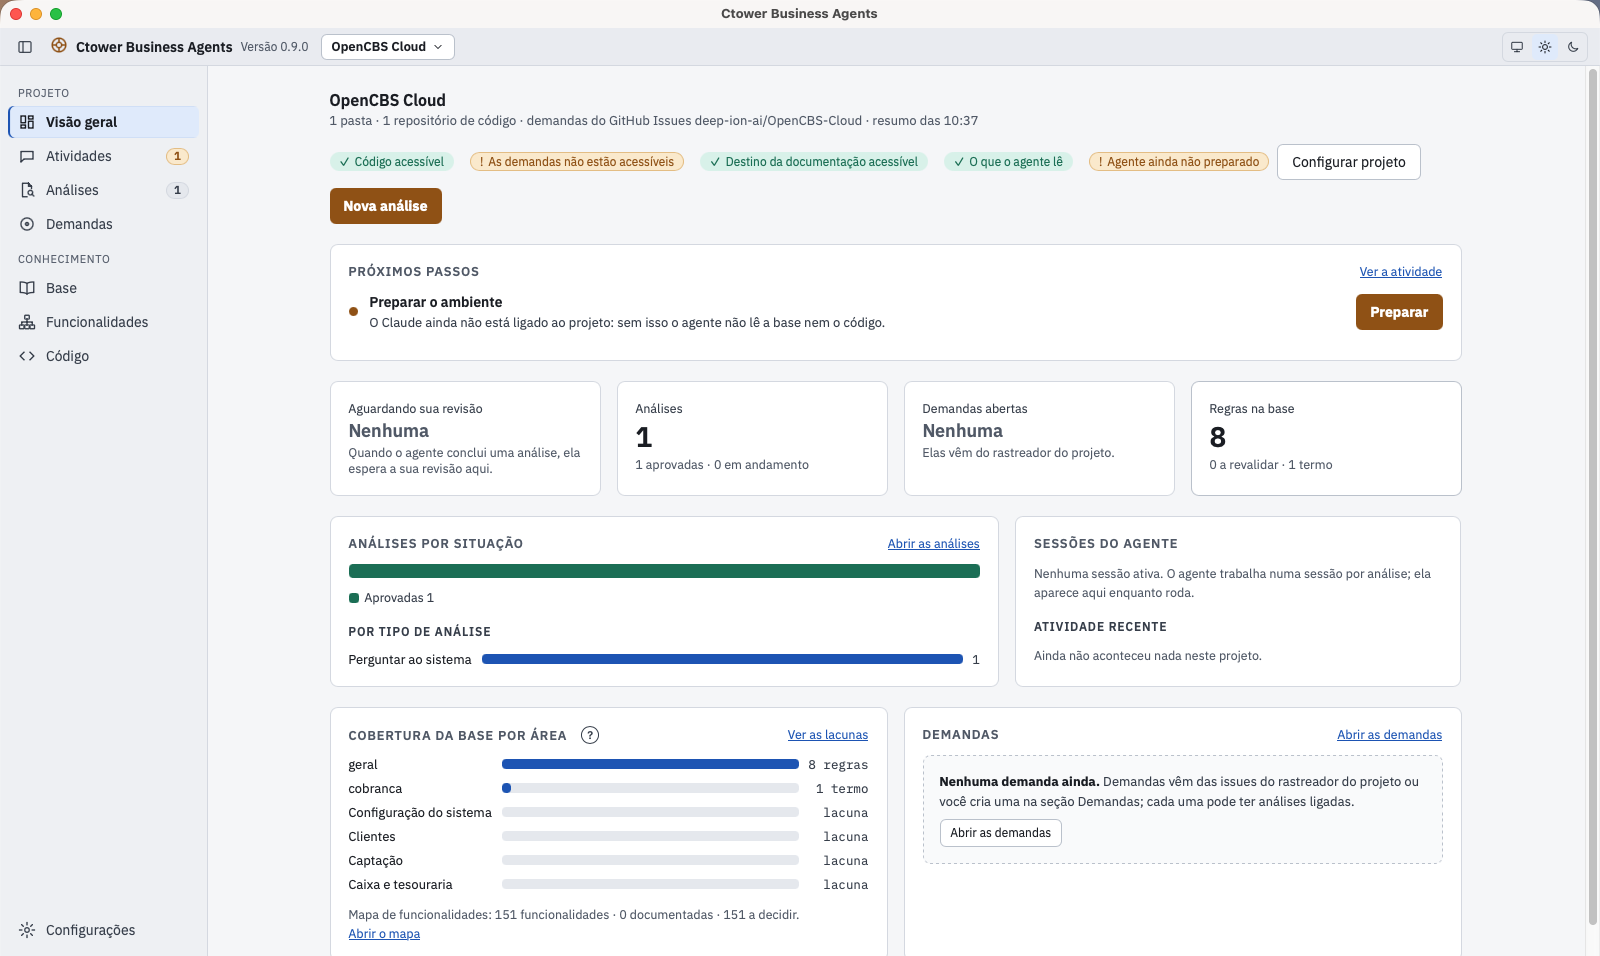 Ctower Business Agents
Ctower Business Agents Versão 0.9.0 OpenCBS Cloud
PROJETO
Visão geral
Atividades 1
Análises 1
Demandas
CONHECIMENTO
Base
Funcionalidades
Código
Configurações
OpenCBS Cloud
1 pasta · 1 repositório de código · demandas do GitHub Issues deep-ion-ai/OpenCBS-Cloud · resumo das 10:37
✓ Código acessível ! As demandas não estão acessíveis ✓ Destino da documentação acessível ✓ O que o agente lê ! Agente ainda não preparado Configurar projeto
Nova análise
PRÓXIMOS PASSOS Ver a atividade
Preparar o ambiente
O Claude ainda não está ligado ao projeto: sem isso o agente não lê a base nem o código.
Preparar
Aguardando sua revisão
Nenhuma
Quando o agente conclui uma análise, ela
espera a sua revisão aqui.
Análises
1
1 aprovadas · 0 em andamento
Demandas abertas
Nenhuma
Elas vêm do rastreador do projeto.
Regras na base
8
0 a revalidar · 1 termo
ANÁLISES POR SITUAÇÃO Abrir as análises
Aprovadas 1
POR TIPO DE ANÁLISE
Perguntar ao sistema 1
SESSÕES DO AGENTE
Nenhuma sessão ativa. O agente trabalha numa sessão por análise; ela
aparece aqui enquanto roda.
ATIVIDADE RECENTE
Ainda não aconteceu nada neste projeto.
COBERTURA DA BASE POR ÁREA ? Ver as lacunas
geral 8 regras
cobranca 1 termo
Configuração do sistema lacuna
Clientes lacuna
Captação lacuna
Caixa e tesouraria lacuna
Mapa de funcionalidades: 151 funcionalidades · 0 documentadas · 151 a decidir.
Abrir o mapa
DEMANDAS Abrir as demandas
Nenhuma demanda ainda. Demandas vêm das issues do rastreador do projeto ou
você cria uma na seção Demandas; cada uma pode ter análises ligadas.
Abrir as demandas